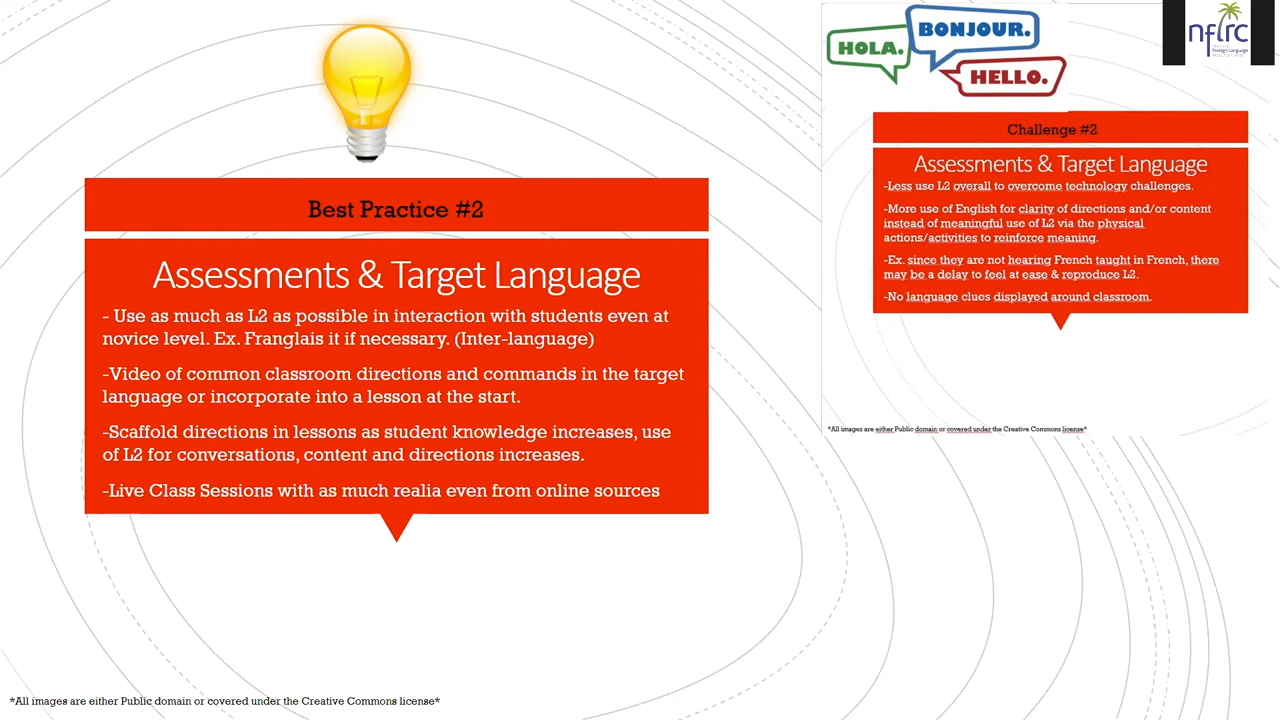 Best Practice #2
Assessments & Target Language
- Use as much as L2 as possible in interaction with students even at
novice level. Ex. Franglais it if necessary. (Inter-language)
-Video of common classroom directions and commands in the target
language or incorporate into a lesson at the start.
-Scaffold directions in lessons as student knowledge increases, use
of L2 for conversations, content and directions increases.
-Live Class Sessions with as much realia even from online sources
*All images are either Public domain or covered under the Creative Commons license*
HOLA.
BONJOUR.
HELLO.
Challenge #2
Assessments & Target Language
-Less use L2 overall to overcome technology challenges.
-More use of English for clarity of directions and/or content
instead of meaningful use of L2 via the physical
actions/activities to reinforce meaning.
-Ex. since they are not hearing French taught in French, there
may be a delay to feel at ease & reproduce L2.
-No language clues displayed around classroom.
*All images are either Public domain or covered under the Creative Commons license*
nflrc
Foreign Language